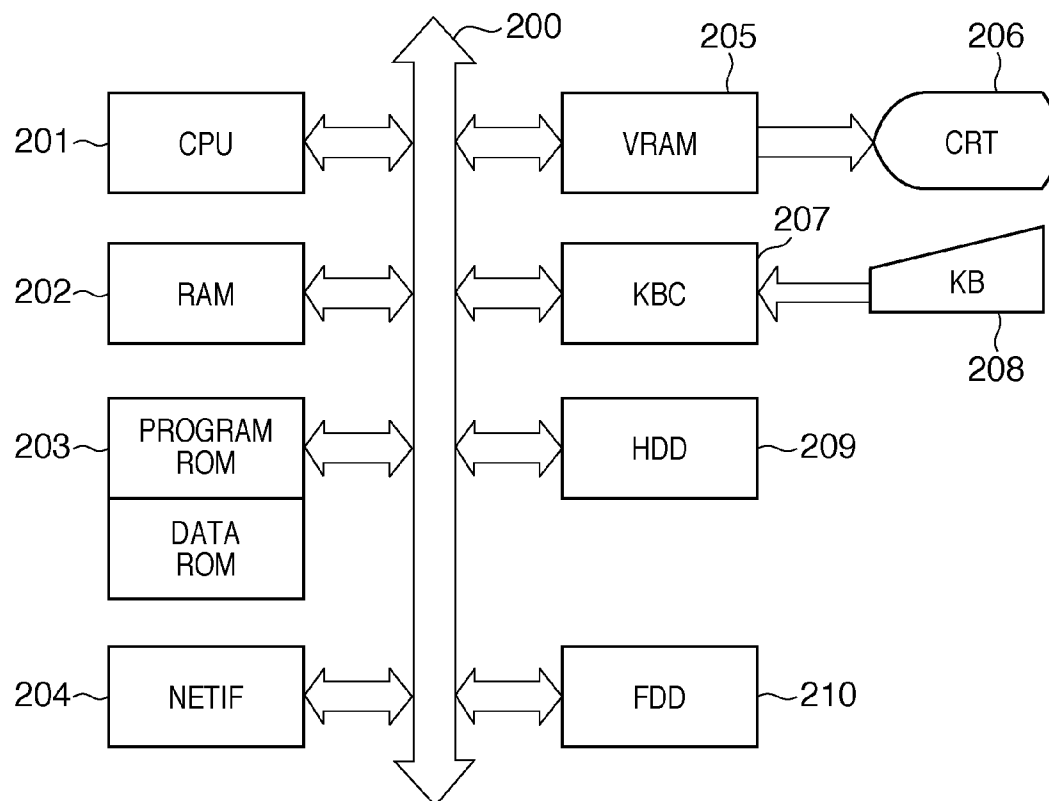 200
205
206
201
CPU
VRAM
CRT
207
202
RAM
KBC
KB
208
203
PROGRAM
ROM
HDD
209
DATA
ROM
204
NETIF
FDD
210